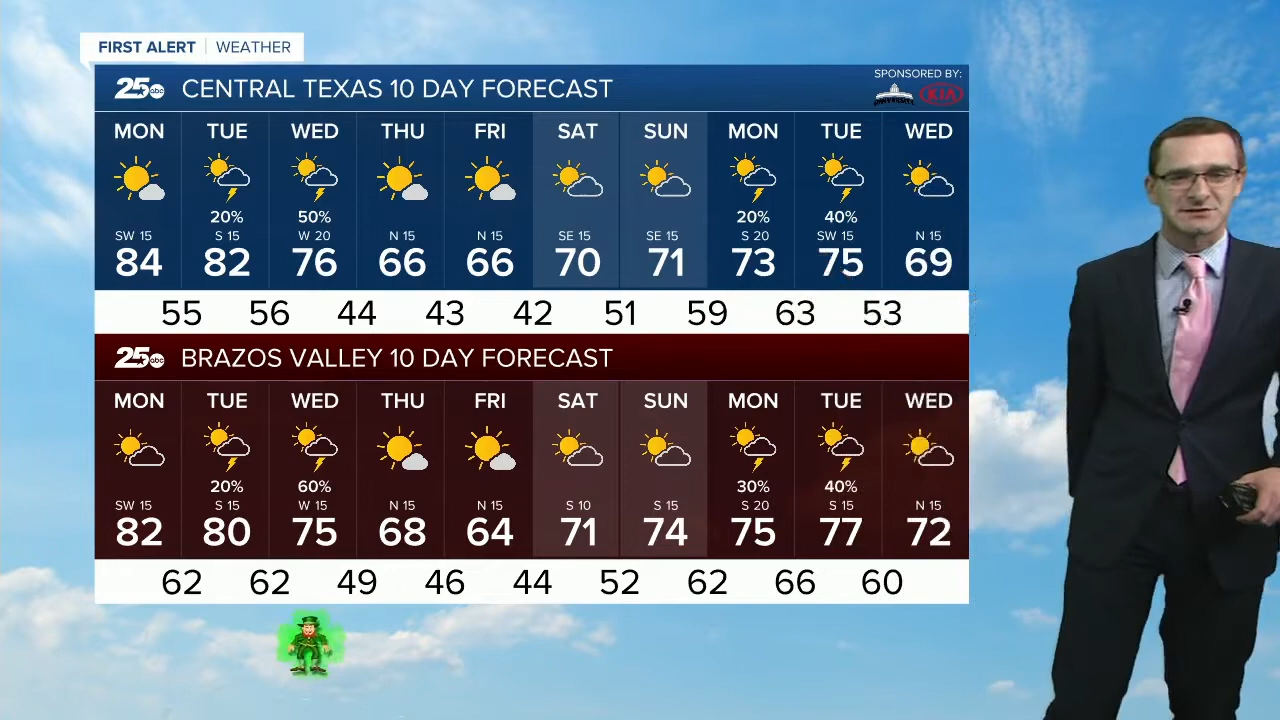 FIRST ALERT | WEATHER
25 abc CENTRAL TEXAS 10 DAY FORECAST
SPONSORED BY:
UNIVERSITY KIA
MON TUE WED THU FRI SAT SUN MON TUE WED
20% 50% 20% 40%
SW 15 S 15 W 20 N 15 N 15 SE 15 SE 15 S 20 SW 15 N 15
84 82 76 66 66 70 71 73 75 69
55 56 44 43 42 51 59 63 53
25 abc BRAZOS VALLEY 10 DAY FORECAST
MON TUE WED THU FRI SAT SUN MON TUE WED
20% 60% 30% 40%
SW 15 S 15 W 15 N 15 N 15 S 10 S 15 S 20 S 15 N 15
82 80 75 68 64 71 74 75 77 72
62 62 49 46 44 52 62 66 60